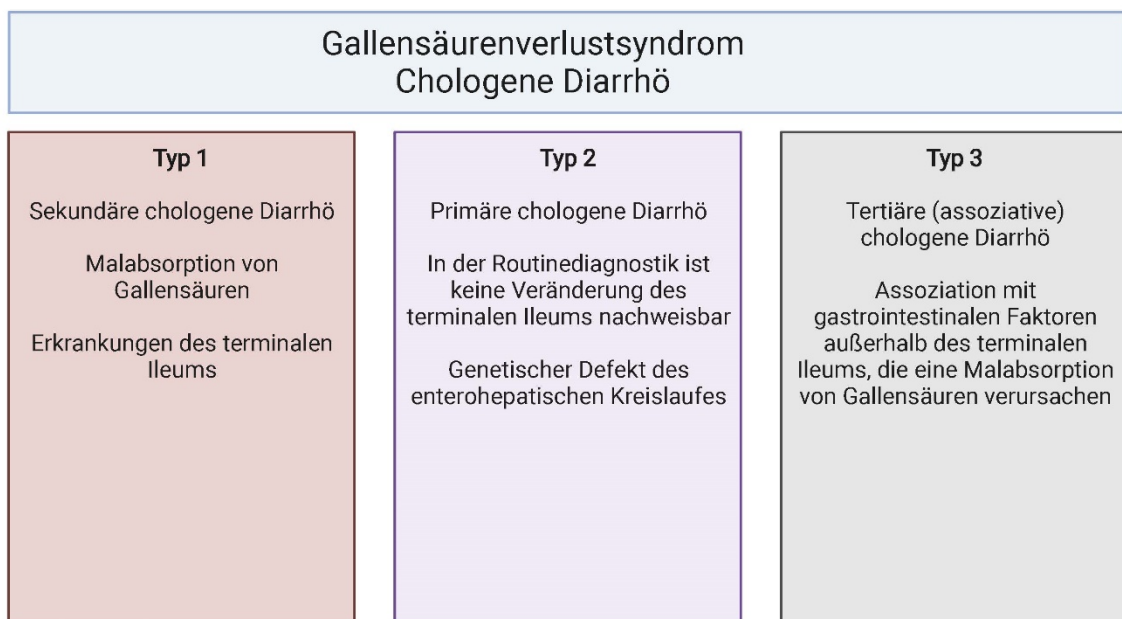 Gallensäurenverlustsyndrom
Chologene Diarrhö
Typ 1
Sekundäre chologene Diarrhö
Malabsorption von
Gallensäuren
Erkrankungen des terminalen
Ileums
Typ 2
Primäre chologene Diarrhö
In der Routinediagnostik ist
keine Veränderung des
terminalen Ileums nachweisbar
Genetischer Defekt des
enterohepatischen Kreislaufes
Typ 3
Tertiäre (assoziative)
chologene Diarrhö
Assoziation mit
gastrointestinalen Faktoren
außerhalb des terminalen
Ileums, die eine Malabsorption
von Gallensäuren verursachen